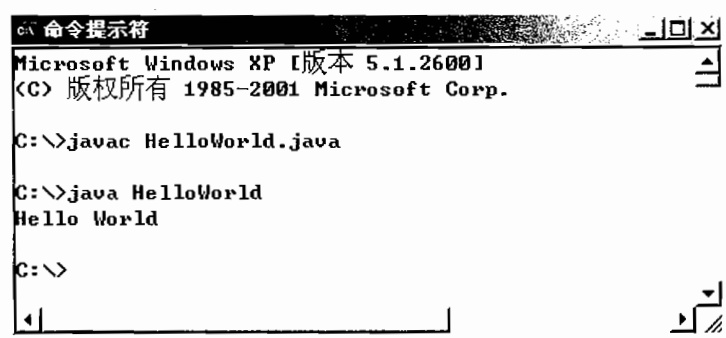 命令提示符
Microsoft Windows XP [版本 5.1.2600]
(C) 版权所有 1985-2001 Microsoft Corp.
C:\>javac HelloWorld.java
C:\>java HelloWorld
Hello World
C:\>